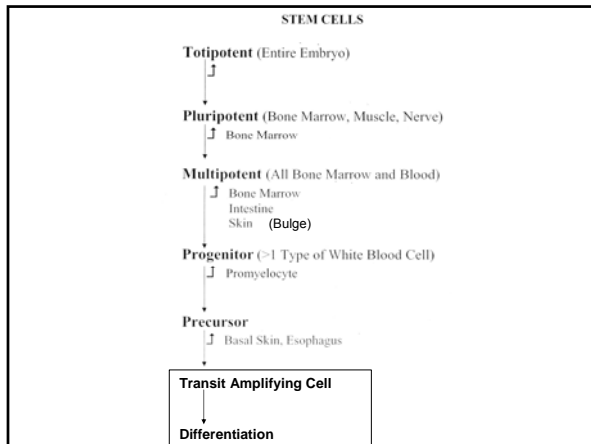 STEM CELLS
Totipotent (Entire Embryo)
Pluripotent (Bone Marrow, Muscle, Nerve)
Bone Marrow
Multipotent (All Bone Marrow and Blood)
Bone Marrow
Intestine
Skin (Bulge)
Progenitor (>1 Type of White Blood Cell)
Promyelocyte
Precursor
Basal Skin, Esophagus
Transit Amplifying Cell
Differentiation